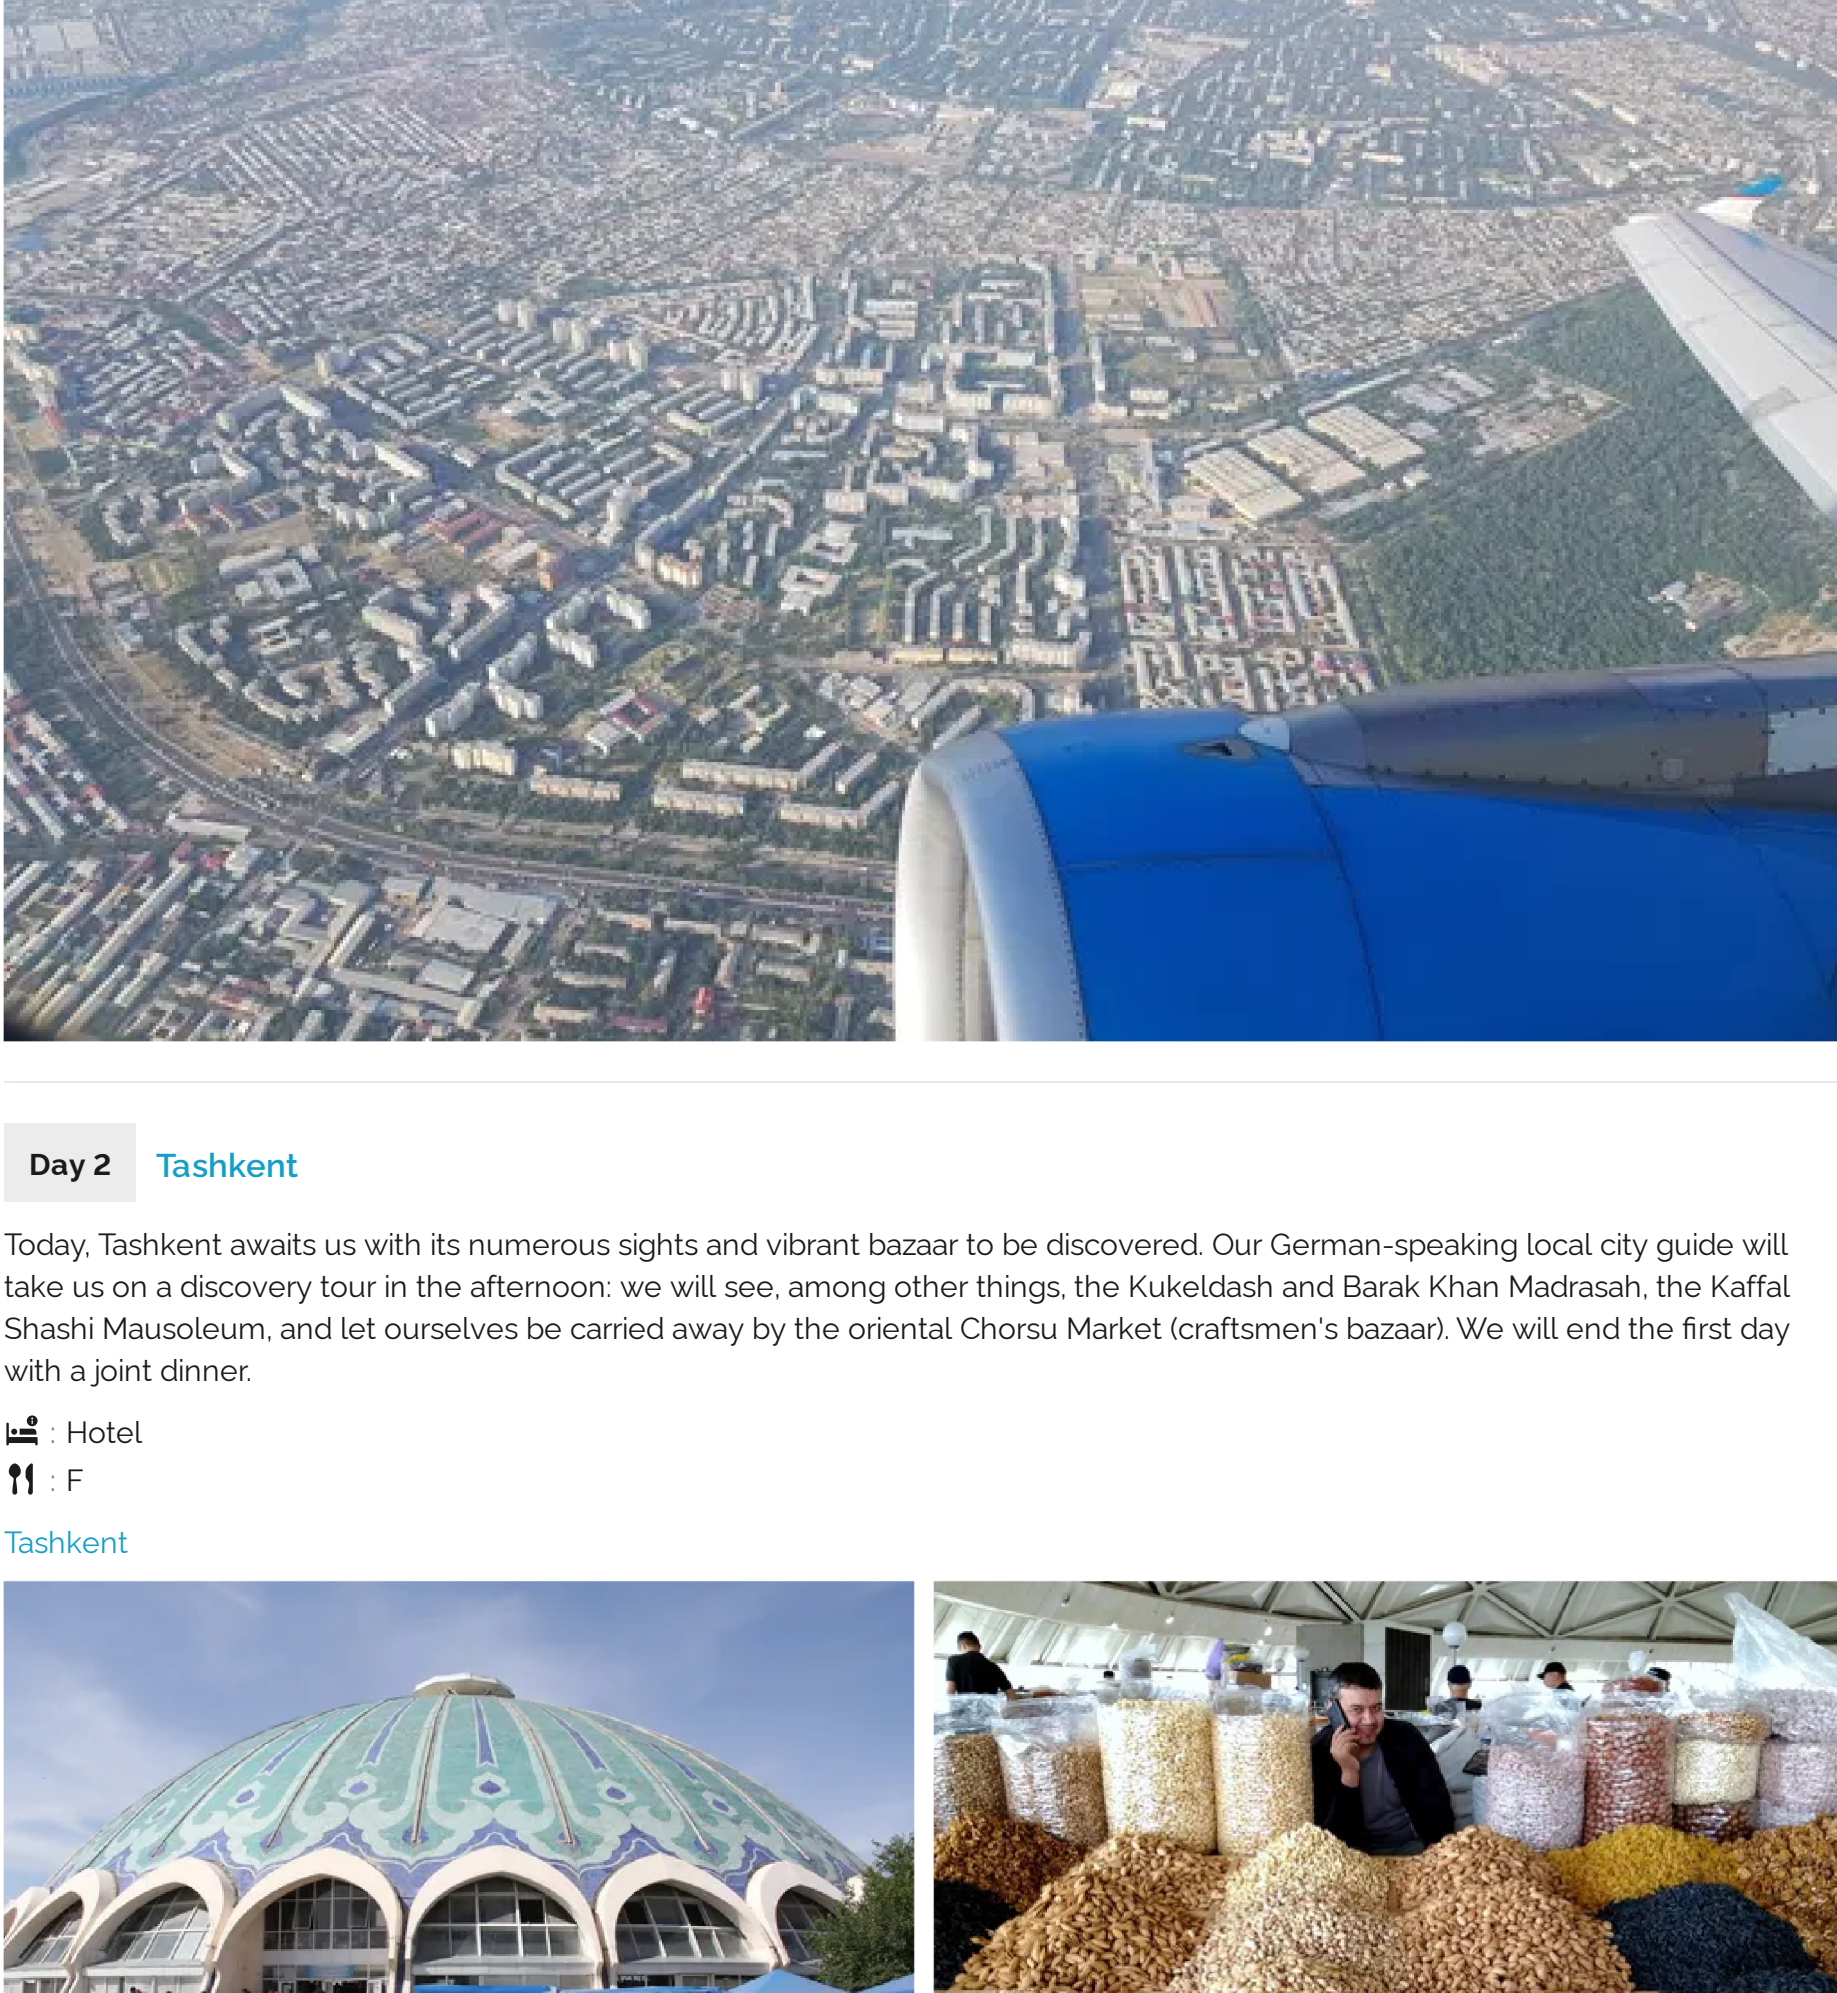 Day 2 Tashkent
Today, Tashkent awaits us with its numerous sights and vibrant bazaar to be discovered. Our German-speaking local city guide will
take us on a discovery tour in the afternoon: we will see, among other things, the Kukeldash and Barak Khan Madrasah, the Kaffal
Shashi Mausoleum, and let ourselves be carried away by the oriental Chorsu Market (craftsmen's bazaar). We will end the first day
with a joint dinner.
: Hotel
: F
Tashkent